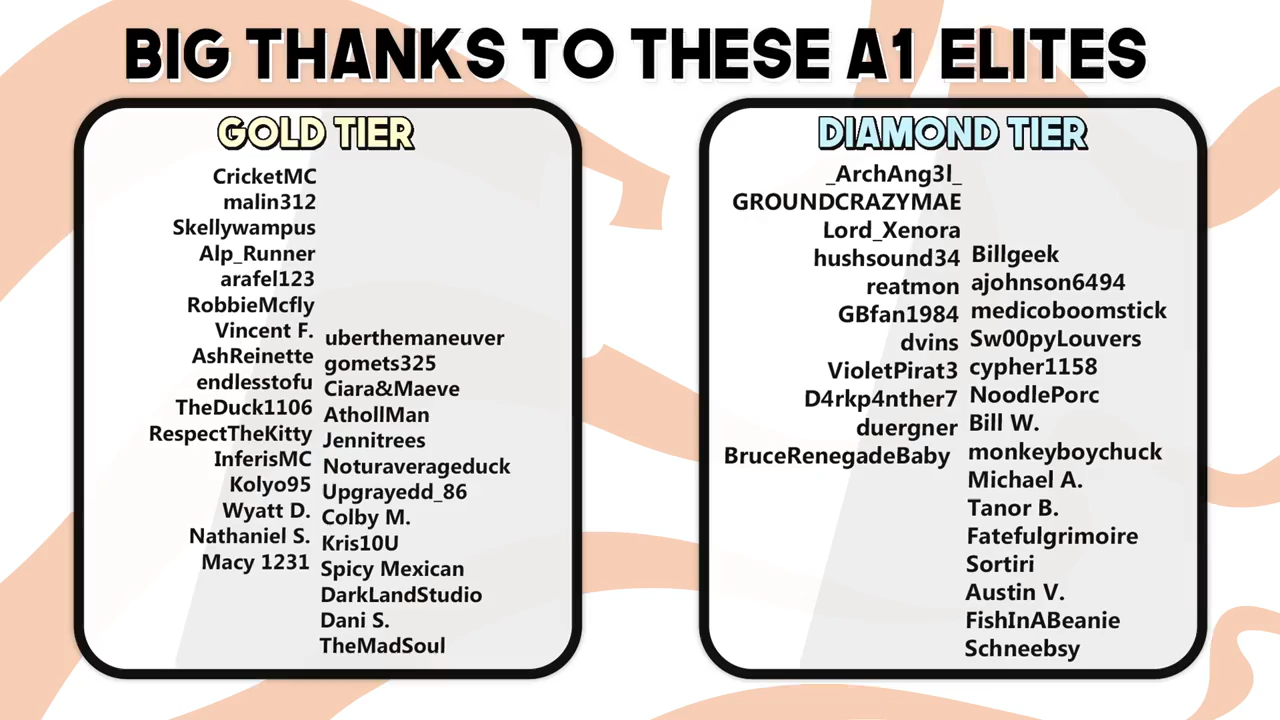 BIG THANKS TO THESE A1 ELITES
GOLD TIER
CricketMC
malin312
Skellywampus
Alp_Runner
arafel123
RobbieMcfly
Vincent F.
AshReinette
endlesstofu
TheDuck1106
RespectTheKitty
InferisMC
Kolyo95
Wyatt D.
Nathaniel S.
Macy 1231
uberthemaneuver
gomets325
Ciara&Maeve
AthollMan
Jennitrees
Noturaverageduck
Upgrayedd_86
Colby M.
Kris10U
Spicy Mexican
DarkLandStudio
Dani S.
TheMadSoul
DIAMOND TIER
_ArchAng3l_
GROUNDCRAZYMAE
Lord_Xenora
hushsound34
reatmon
GBfan1984
dvins
VioletPirat3
D4rkp4nther7
duergner
BruceRenegadeBaby
Billgeek
ajohnson6494
medicoboomstick
Sw00pyLouvers
cypher1158
NoodlePorc
Bill W.
monkeyboychuck
Michael A.
Tanor B.
Fatefulgrimoire
Sortiri
Austin V.
FishInABeanie
Schneebsy